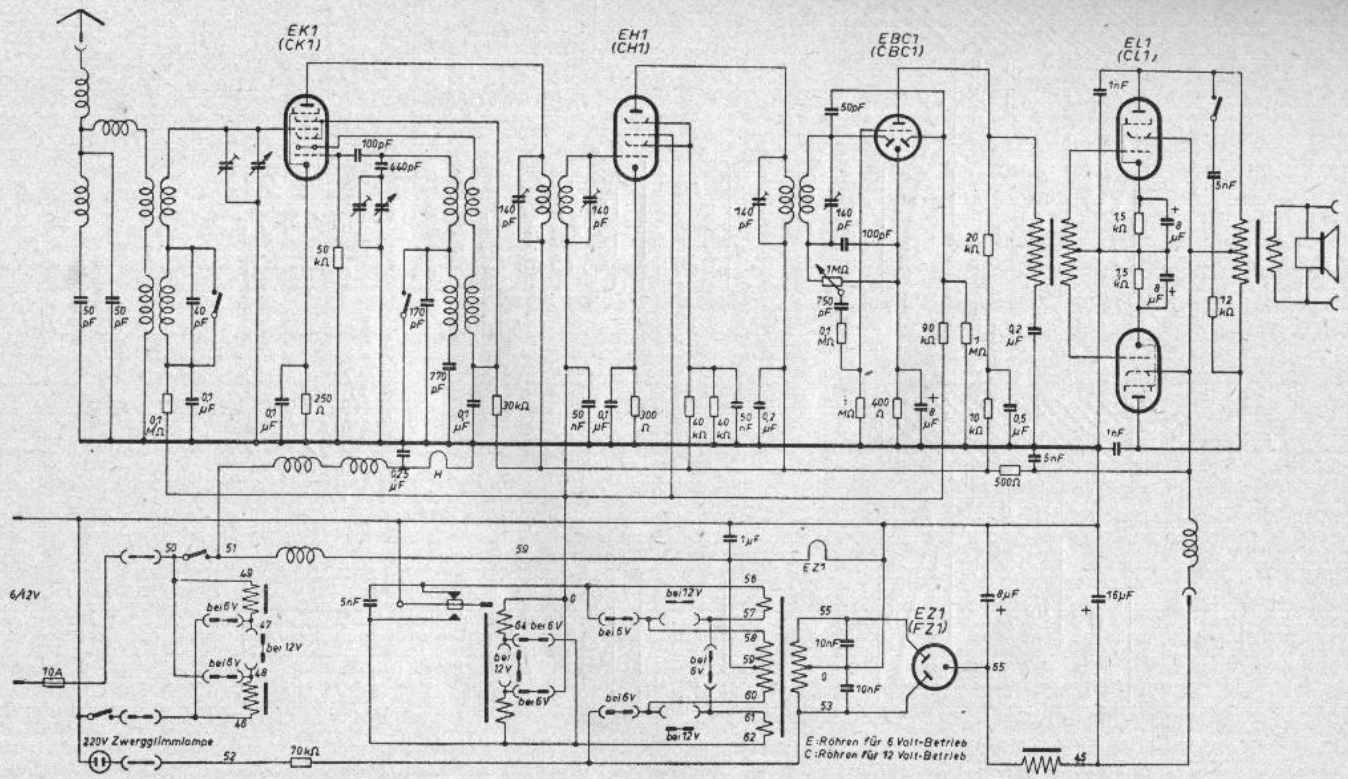 EK1
(CK1)
EH1
(CH1)
EBC1
(CBC1)
EL1
(CL1)
1nF
50pF
100pF
440pF
5nF
140
pF
140
pF
140
pF
140
pF
100pF
50
kΩ
20
kΩ
1,5
kΩ
8
µF
+
1,5
kΩ
8
µF
+
1MΩ
750
pF
0,1
MΩ
50
pF
50
pF
40
pF
170
pF
770
pF
90
kΩ
1
MΩ
0,2
µF
12
kΩ
0,1
MΩ
0,1
µF
0,1
µF
250
Ω
0,1
µF
30kΩ
50
nF
0,1
µF
300
Ω
40
kΩ
40
kΩ
50
nF
0,2
µF
1
MΩ
400
Ω
8
µF
+
10
kΩ
0,5
µF
1nF
5nF
0,25
µF
H
500Ω
6/12V
50
51
59
1µF
EZ1
49
bei 6V
47
bei 12V
bei 6V
48
46
10A
5nF
0
64
bei 6V
bei
12V
bei 6V
bei 12V
56
bei 6V
57
58
bei
6V
59
60
bei 6V
61
bei 12V
62
55
10nF
0
10nF
53
EZ1
(FZ1)
65
8µF
+
16µF
+
45
220V Zwergglimmlampe
52
70kΩ
E: Röhren für 6 Volt-Betrieb
C: Röhren für 12 Volt-Betrieb